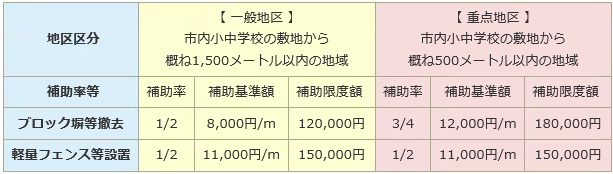 地区区分
【 一般地区 】
市内小中学校の敷地から
概ね1,500メートル以内の地域
【 重点地区 】
市内小中学校の敷地から
概ね500メートル以内の地域
補助率等 補助率 補助基準額 補助限度額 補助率 補助基準額 補助限度額
ブロック塀等撤去 1/2 8,000円/m 120,000円 3/4 12,000円/m 180,000円
軽量フェンス等設置 1/2 11,000円/m 150,000円 1/2 11,000円/m 150,000円